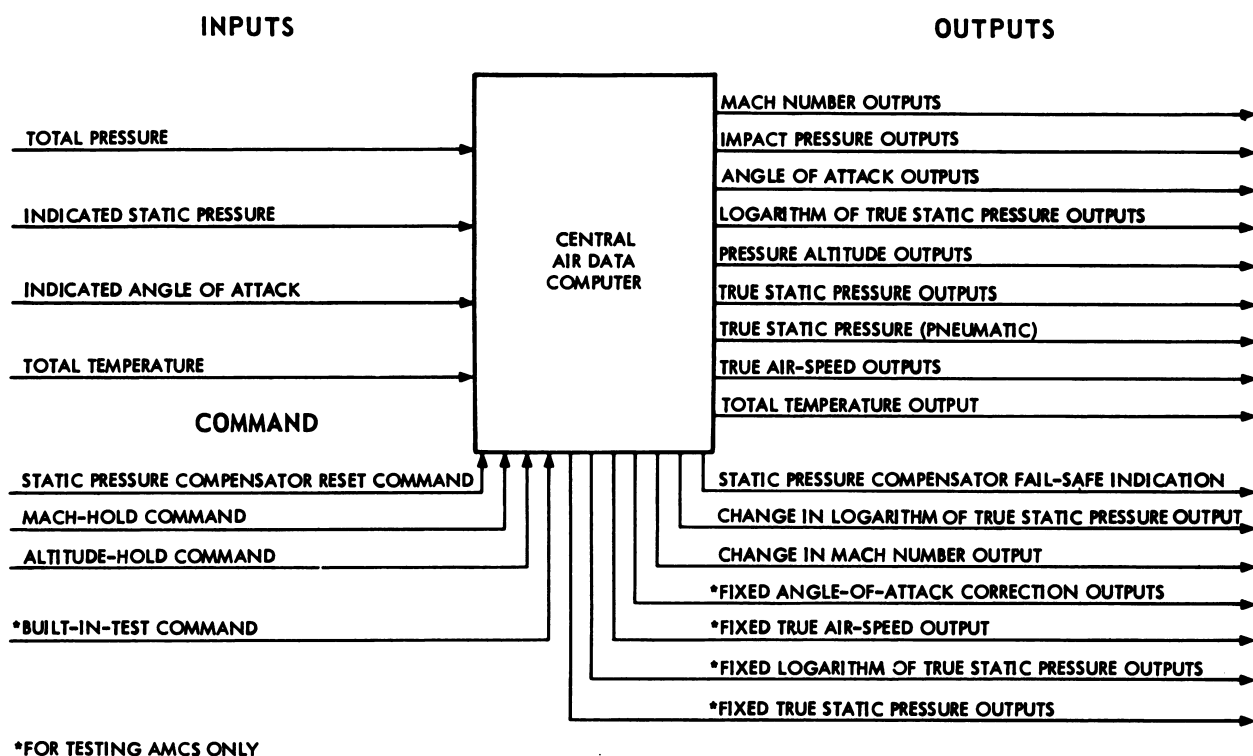 INPUTS
TOTAL PRESSURE
INDICATED STATIC PRESSURE
INDICATED ANGLE OF ATTACK
TOTAL TEMPERATURE
COMMAND
STATIC PRESSURE COMPENSATOR RESET COMMAND
MACH-HOLD COMMAND
ALTITUDE-HOLD COMMAND
*BUILT-IN-TEST COMMAND
CENTRAL
AIR DATA
COMPUTER
OUTPUTS
MACH NUMBER OUTPUTS
IMPACT PRESSURE OUTPUTS
ANGLE OF ATTACK OUTPUTS
LOGARITHM OF TRUE STATIC PRESSURE OUTPUTS
PRESSURE ALTITUDE OUTPUTS
TRUE STATIC PRESSURE OUTPUTS
TRUE STATIC PRESSURE (PNEUMATIC)
TRUE AIR-SPEED OUTPUTS
TOTAL TEMPERATURE OUTPUT
STATIC PRESSURE COMPENSATOR FAIL-SAFE INDICATION
CHANGE IN LOGARITHM OF TRUE STATIC PRESSURE OUTPUT
CHANGE IN MACH NUMBER OUTPUT
*FIXED ANGLE-OF-ATTACK CORRECTION OUTPUTS
*FIXED TRUE AIR-SPEED OUTPUT
*FIXED LOGARITHM OF TRUE STATIC PRESSURE OUTPUTS
*FIXED TRUE STATIC PRESSURE OUTPUTS
*FOR TESTING AMCS ONLY